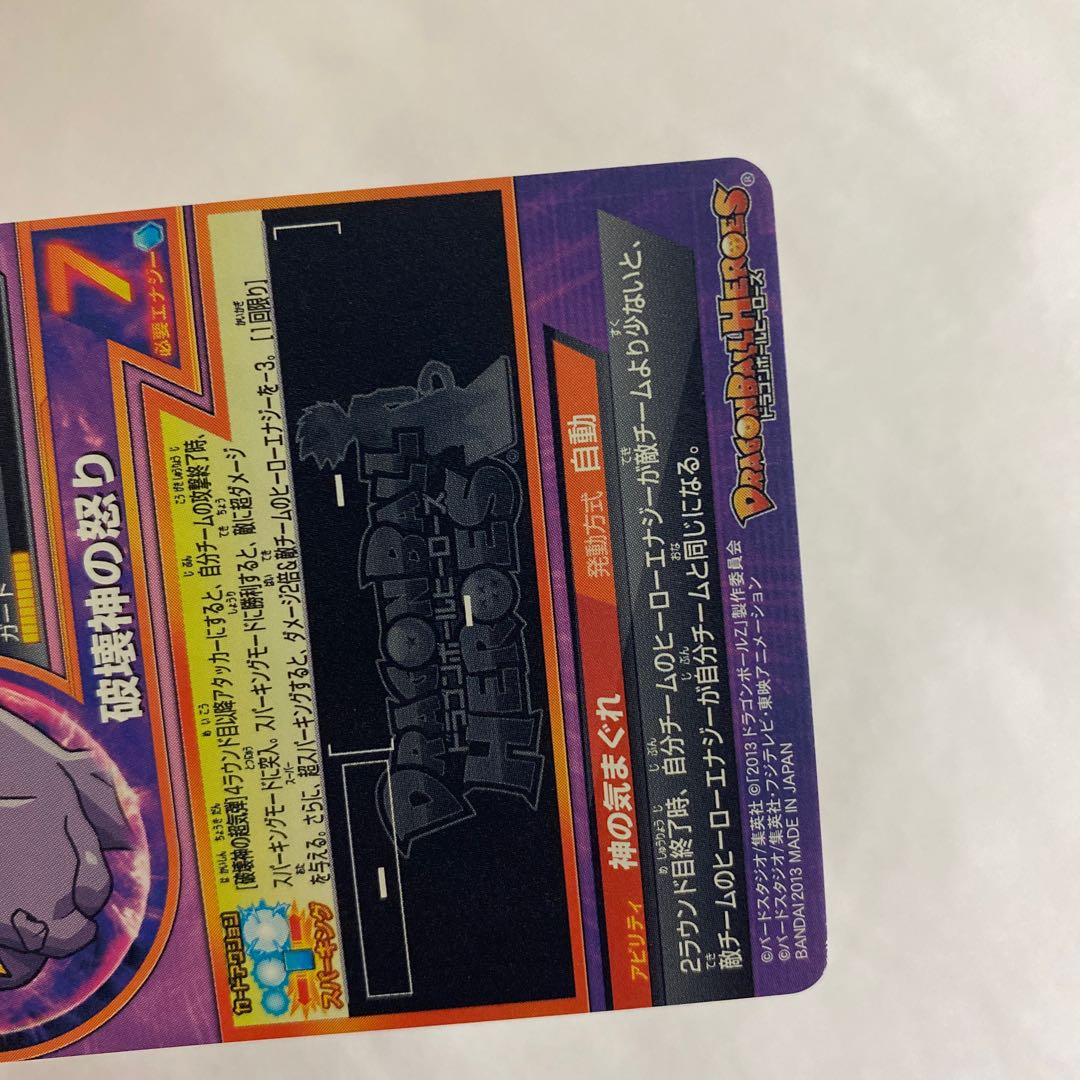 ガード
破壊神の怒り
7
必要エナジー
カードアクション
スパーキング
[破壊神の超気弾]4ラウンド目以降アタッカーにすると、自分チームの攻撃終了時、
スパーキングモードに突入。スパーキングモードに勝利すると、敵に超ダメージ
を与える。さらに、超スパーキングすると、ダメージ2倍&敵チームのヒーローエナジーを-3。[1回限り]
DRAGONBALL
ドラゴンボールヒーローズ
HEROES®
アビリティ 神の気まぐれ 発動方式 自動
2ラウンド目終了時、自分チームのヒーローエナジーが敵チームより少ないと、
敵チームのヒーローエナジーが自分チームと同じになる。
©バードスタジオ/集英社 ©「2013 ドラゴンボールZ」製作委員会
©バードスタジオ/集英社・フジテレビ・東映アニメーション
BANDAI 2013 MADE IN JAPAN
DRAGONBALL HEROES®
ドラゴンボールヒーローズ